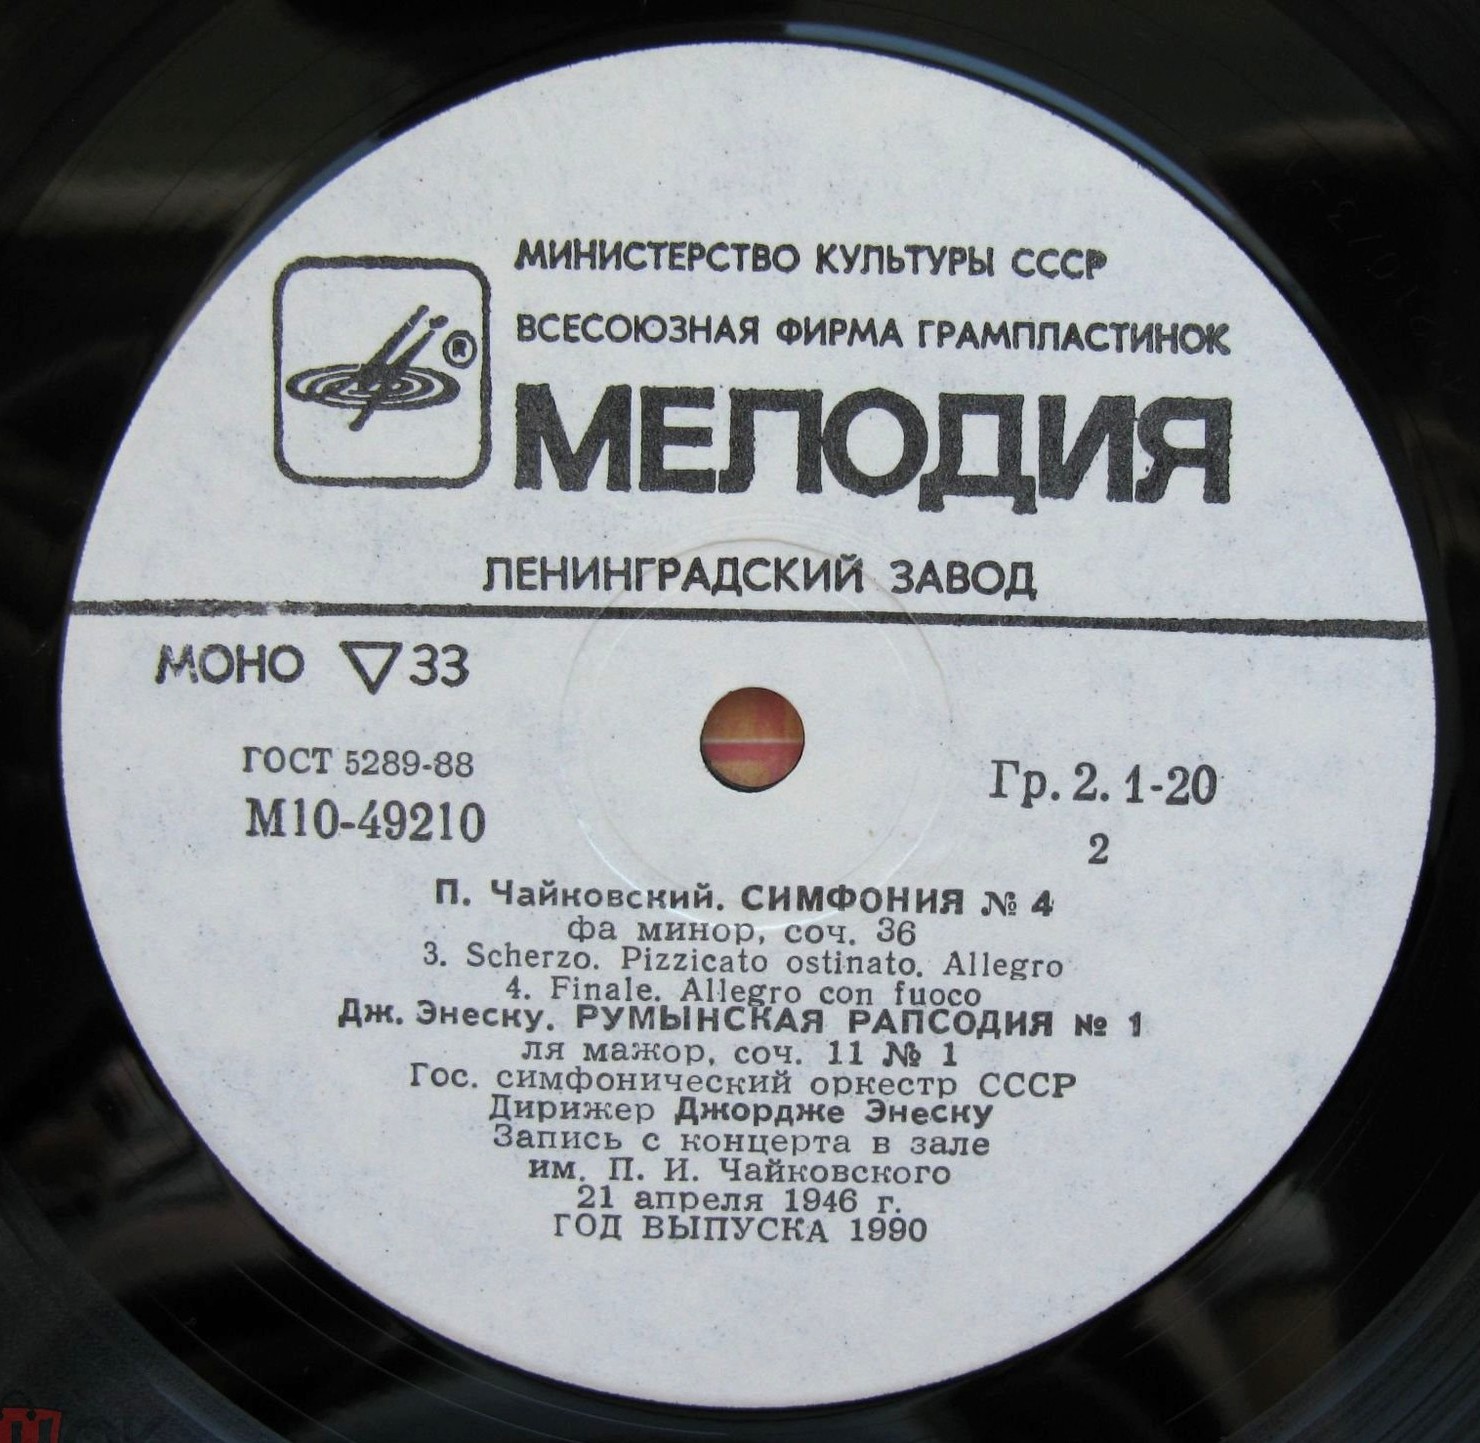 МИНИСТЕРСТВО КУЛЬТУРЫ СССР
ВСЕСОЮЗНАЯ ФИРМА ГРАМПЛАСТИНОК
®
МЕЛОДИЯ
ЛЕНИНГРАДСКИЙ ЗАВОД
МОНО ▽ 33
ГОСТ 5289-88
М10-49210
Гр. 2. 1-20
2
П. Чайковский. СИМФОНИЯ № 4
фа минор, соч. 36
3. Scherzo. Pizzicato ostinato. Allegro
4. Finale. Allegro con fuoco
Дж. Энеску. РУМЫНСКАЯ РАПСОДИЯ № 1
ля мажор, соч. 11 № 1
Гос. симфонический оркестр СССР
Дирижер Джордже Энеску
Запись с концерта в зале
им. П. И. Чайковского
21 апреля 1946 г.
ГОД ВЫПУСКА 1990